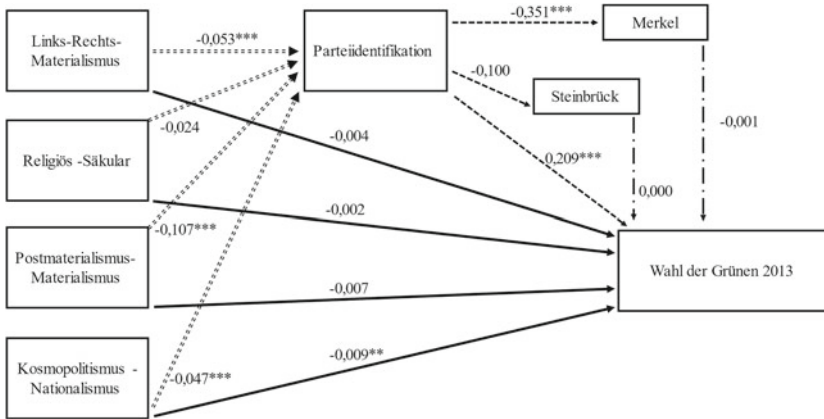 -0,351***
Merkel
Links-Rechts-
Materialismus
-0,053***
Parteiidentifikation
-0,100
Steinbrück
-0,001
-0,024
-0,004
Religiös -Säkular
0,209***
0,000
-0,002
-0,107***
Postmaterialismus-
Materialismus
Wahl der Grünen 2013
-0,007
Kosmopolitismus -
Nationalismus
-0,047***
-0,009**